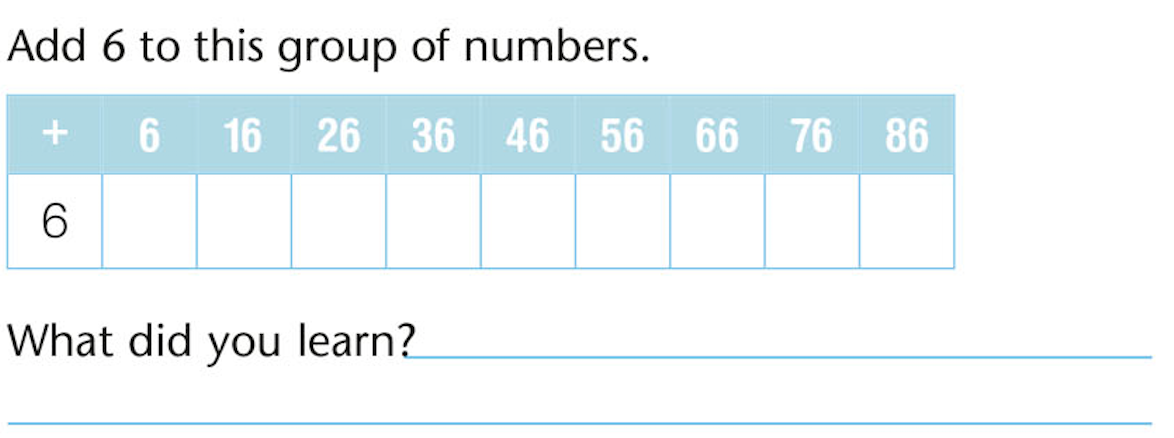 Add 6 to this group of numbers.
+ 6 16 26 36 46 56 66 76 86
6
What did you learn?